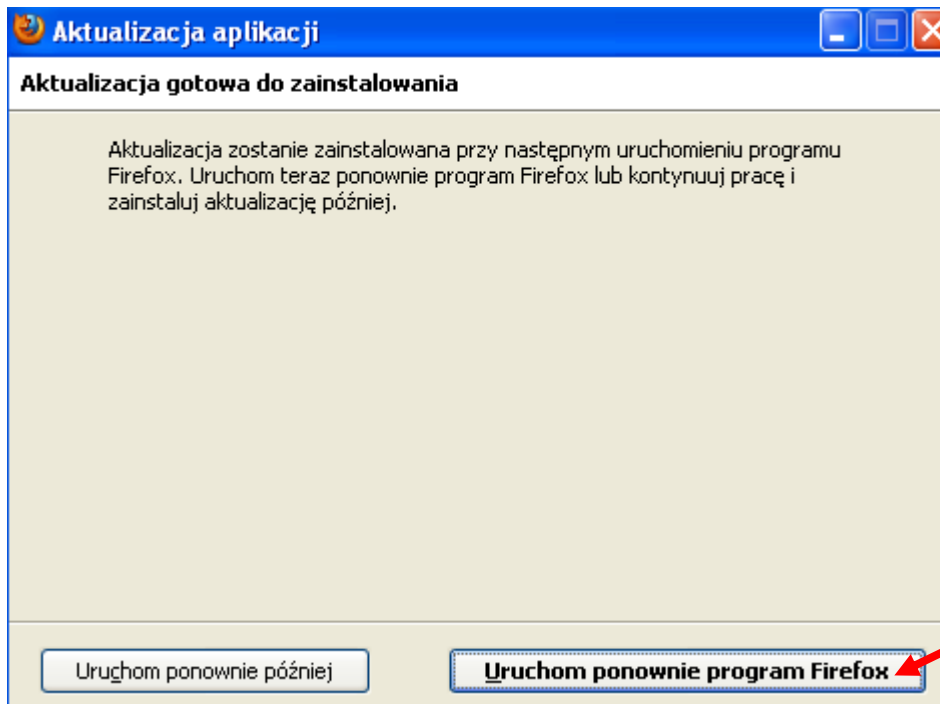 Aktualizacja aplikacji
Aktualizacja gotowa do zainstalowania
Aktualizacja zostanie zainstalowana przy następnym uruchomieniu programu
Firefox. Uruchom teraz ponownie program Firefox lub kontynuuj pracę i
zainstaluj aktualizację później.
Uruchom ponownie później
Uruchom ponownie program Firefox